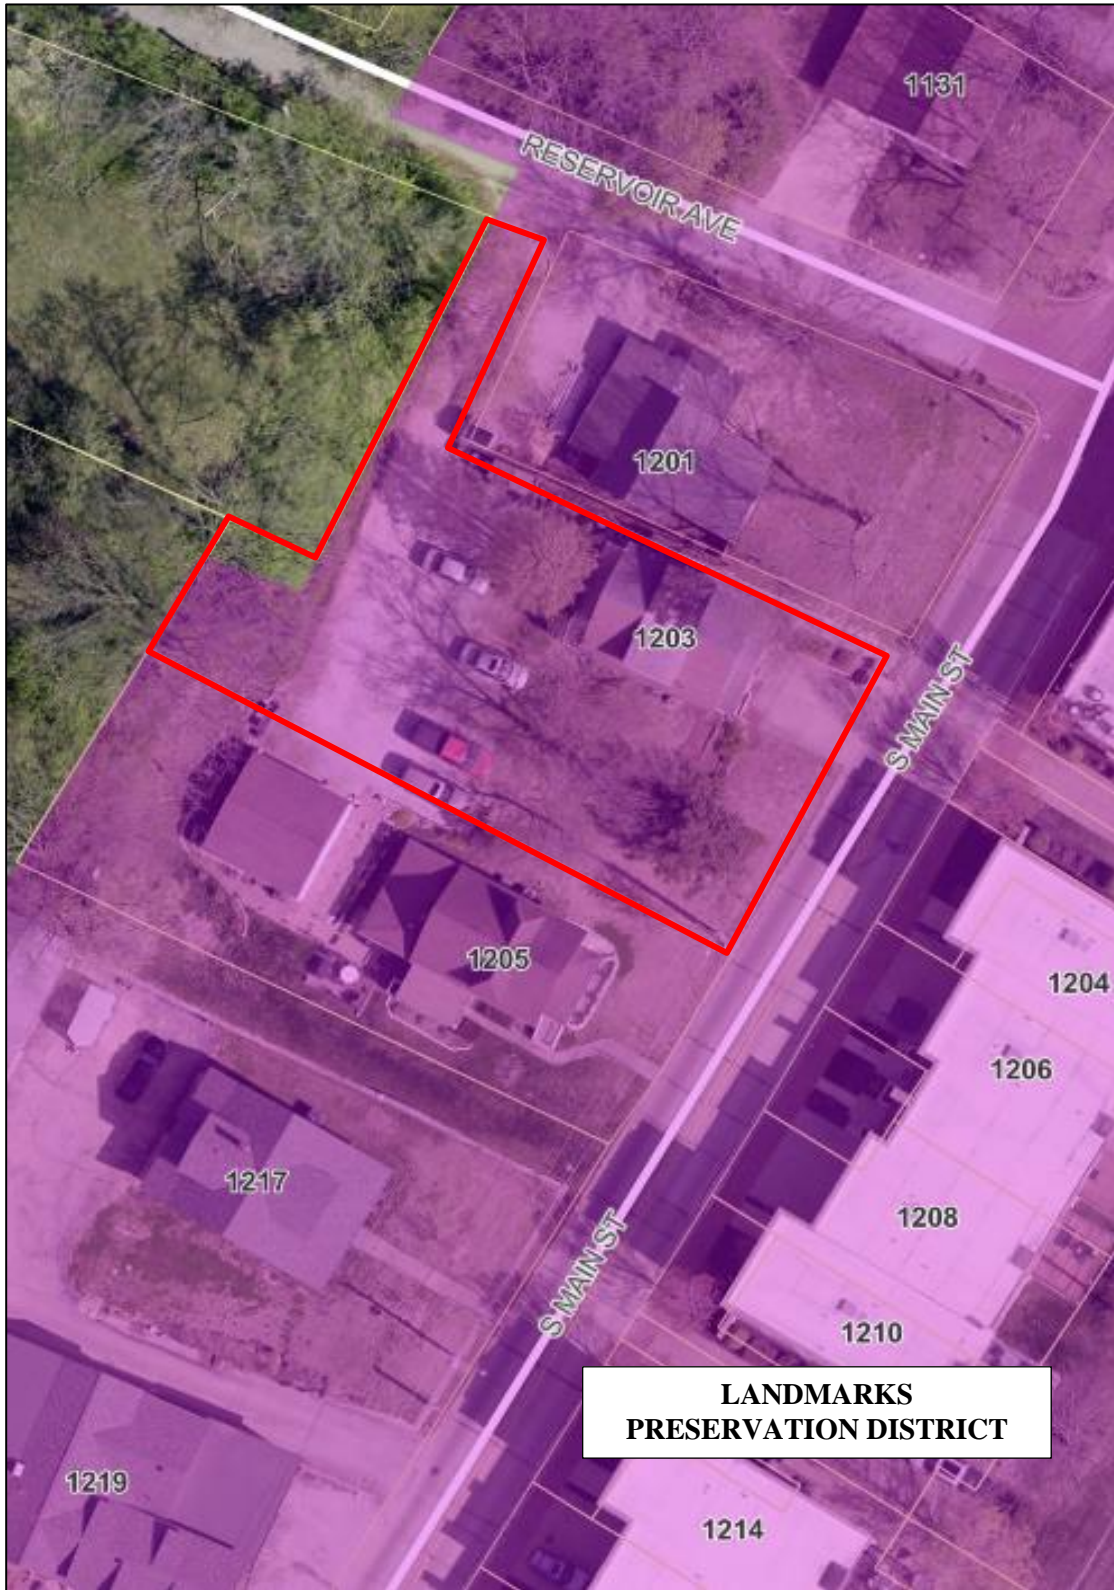 1131
RESERVOIR AVE
1201
1203
S MAIN ST
1205
1204
1206
1217
1208
S MAIN ST
1210
LANDMARKS
PRESERVATION DISTRICT
1219
1214